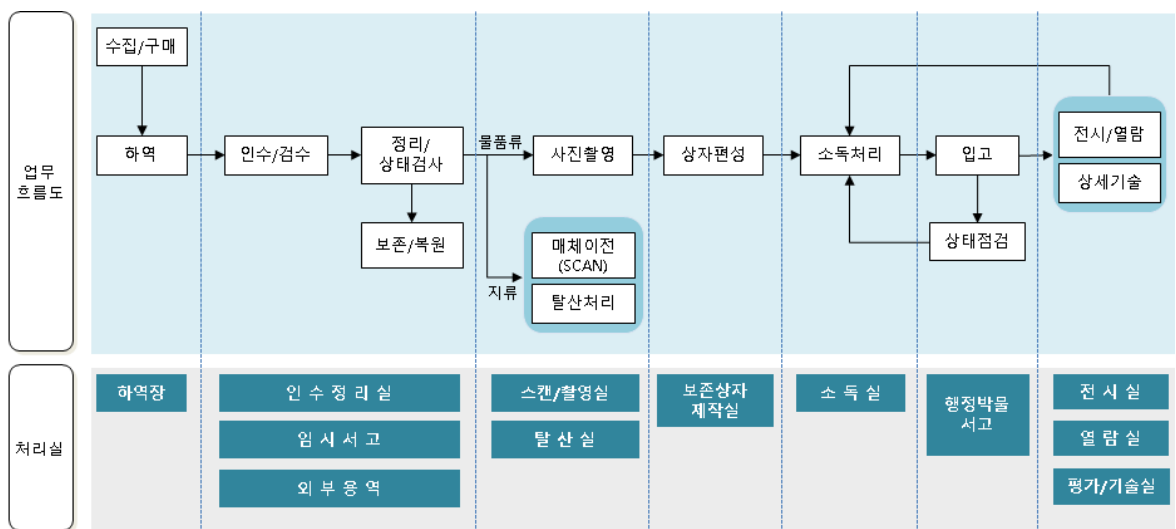 업무
흐름도
수집/구매
하역
인수/검수
정리/
상태검사
보존/복원
물품류
지류
사진촬영
매체이전
(SCAN)
탈산처리
상자편성
소독처리
입고
상태점검
전시/열람
상세기술
처리실
하역장
인 수 정 리 실
임 시 서 고
외 부 용 역
스캔/촬영실
탈 산 실
보존상자
제작실
소 독 실
행정박물
서고
전 시 실
열 람 실
평가/기술실